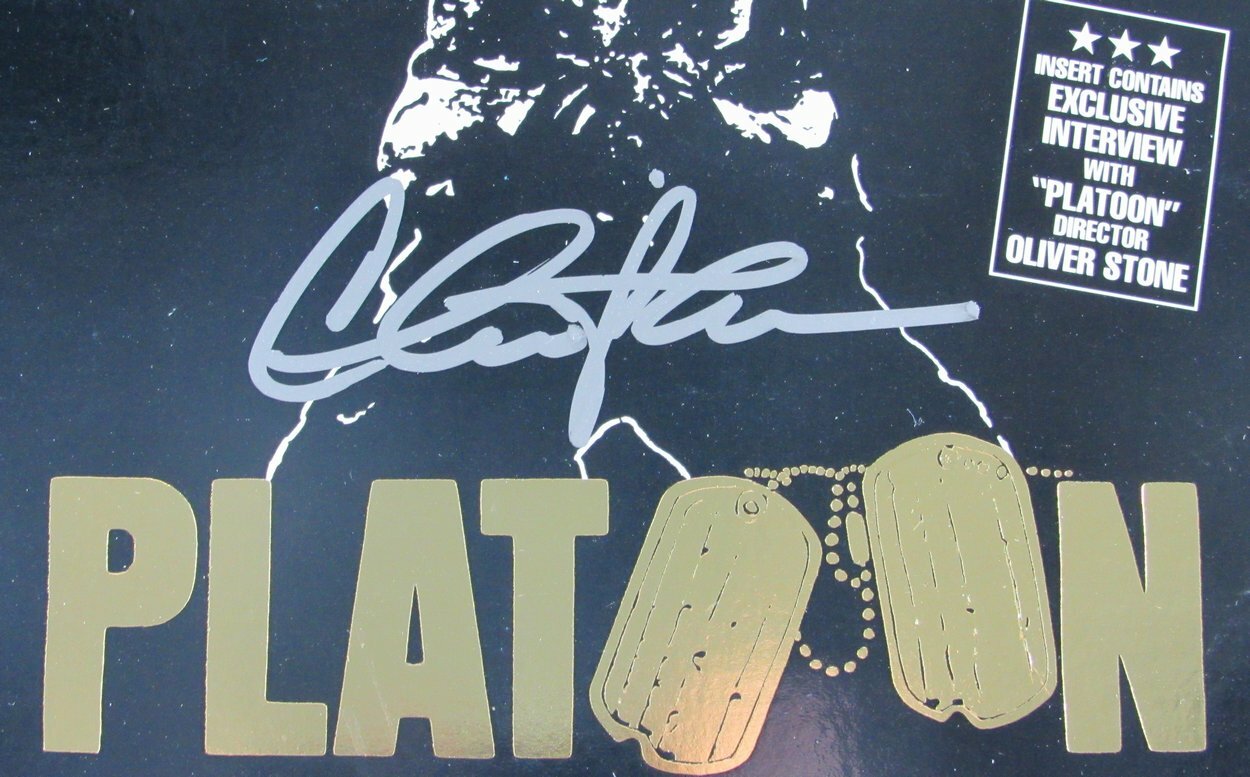 ★★★
INSERT CONTAINS
EXCLUSIVE
INTERVIEW
WITH
"PLATOON"
DIRECTOR
OLIVER STONE
PLATOON